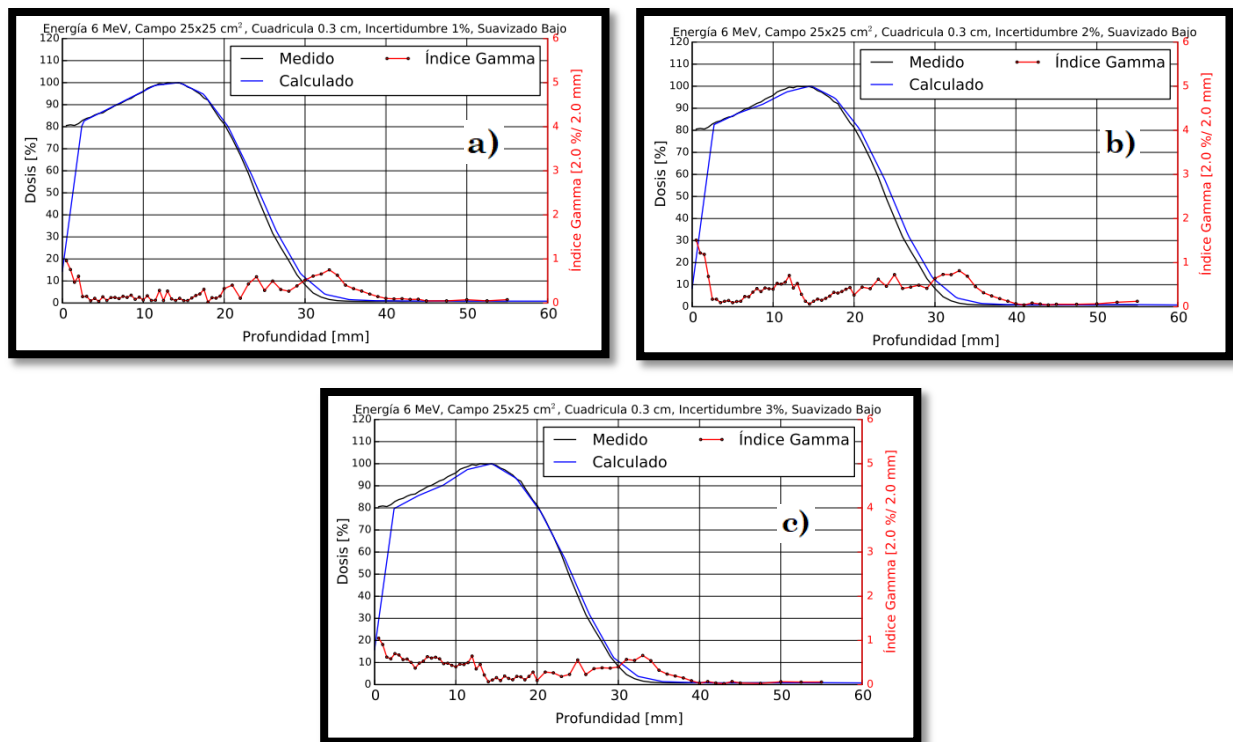 Energía 6 MeV, Campo 25x25 cm², Cuadricula 0.3 cm, Incertidumbre 1%, Suavizado Bajo
120 110 100 90 80 70 60 50 40 30 20 10 0
Dosis [%]
Medido
Calculado
Índice Gamma
a)
6 5 4 3 2 1 0
Índice Gamma [2.0 %/ 2.0 mm]
0 10 20 30 40 50 60
Profundidad [mm]
Energía 6 MeV, Campo 25x25 cm², Cuadricula 0.3 cm, Incertidumbre 2%, Suavizado Bajo
120 110 100 90 80 70 60 50 40 30 20 10 0
Dosis [%]
Medido
Calculado
Índice Gamma
b)
6 5 4 3 2 1 0
Índice Gamma [2.0 %/ 2.0 mm]
0 10 20 30 40 50 60
Profundidad [mm]
Energía 6 MeV, Campo 25x25 cm², Cuadricula 0.3 cm, Incertidumbre 3%, Suavizado Bajo
120 110 100 90 80 70 60 50 40 30 20 10 0
Dosis [%]
Medido
Calculado
Índice Gamma
c)
6 5 4 3 2 1 0
Índice Gamma [2.0 %/ 2.0 mm]
0 10 20 30 40 50 60
Profundidad [mm]